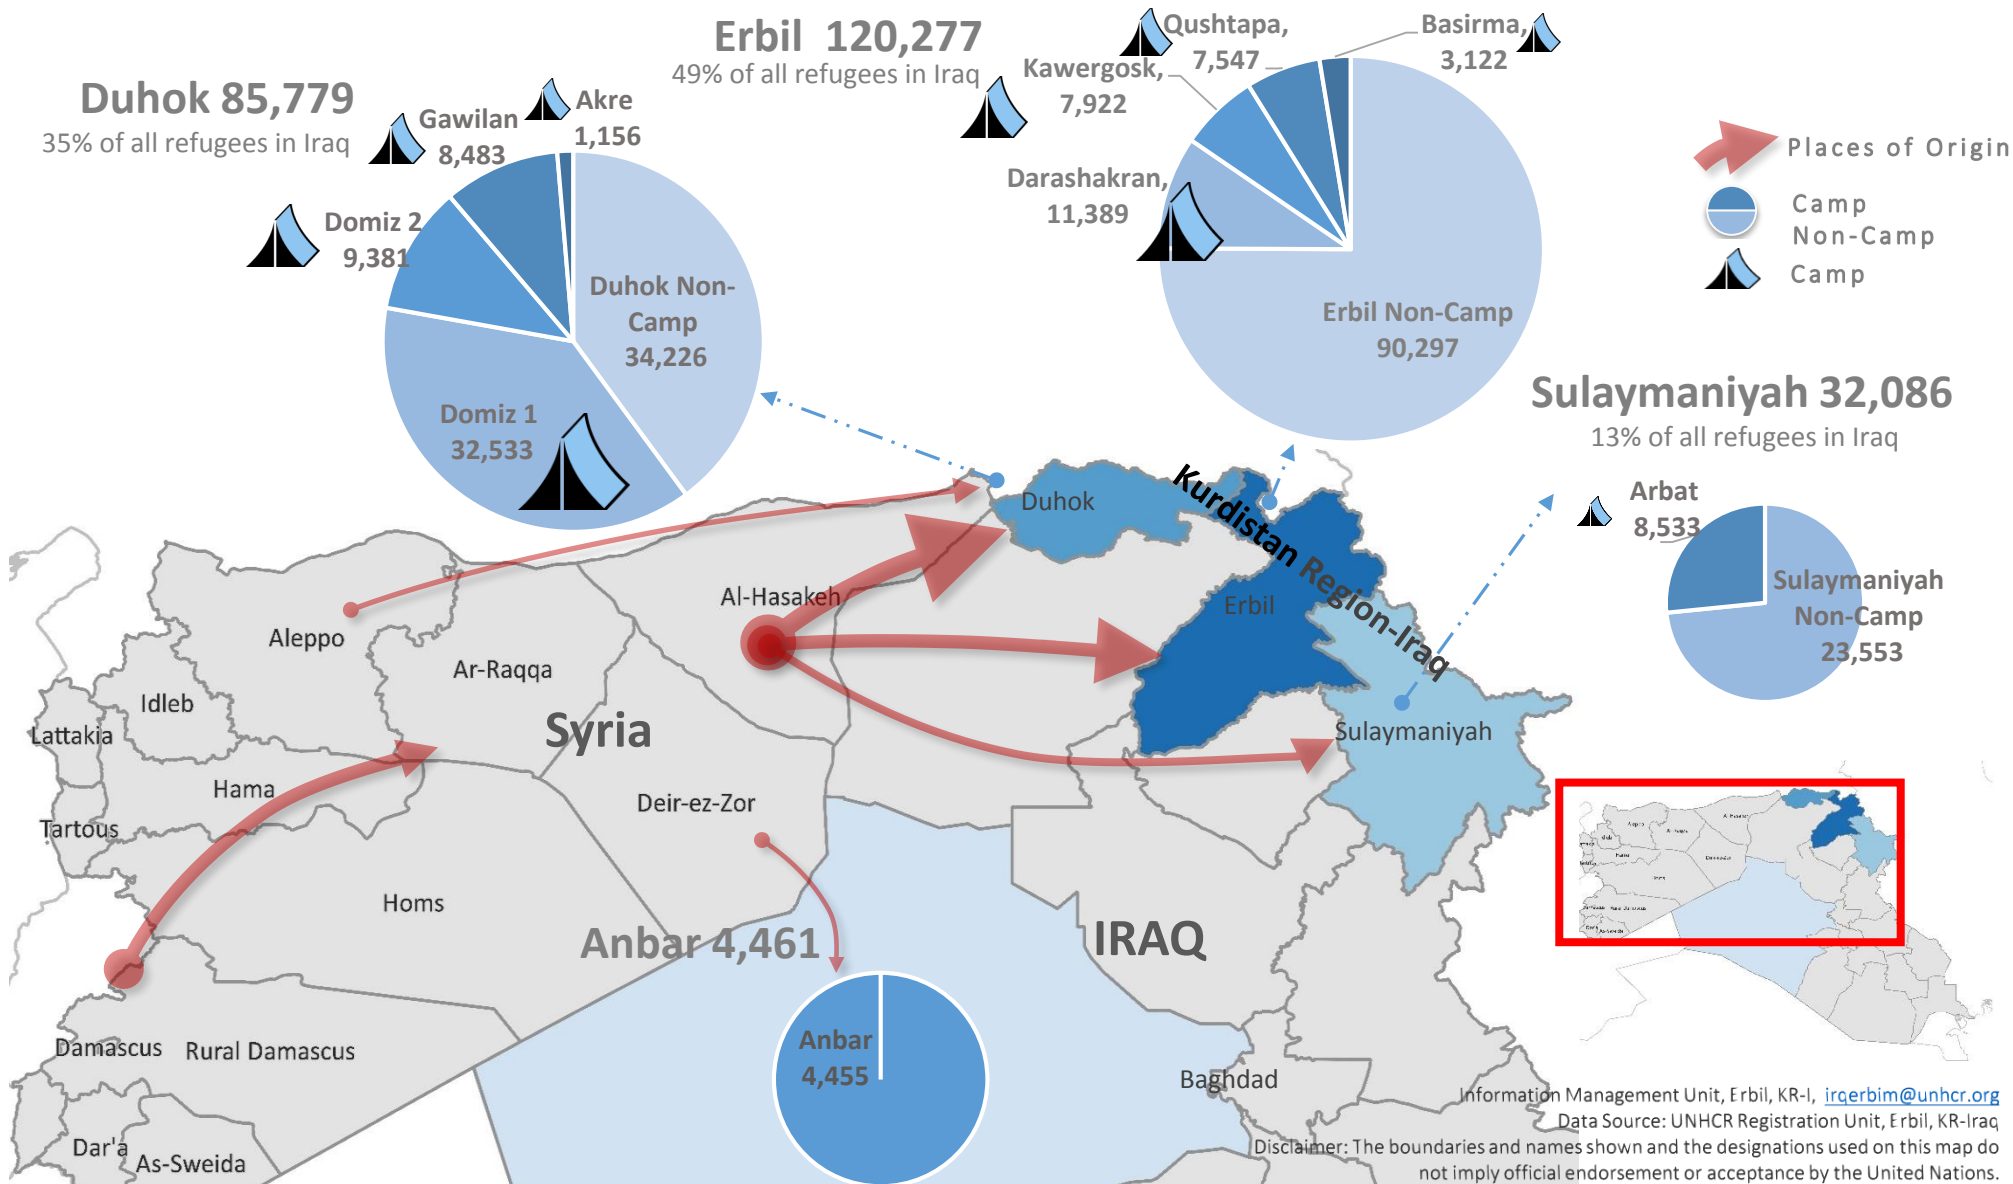 Duhok 85,779
35% of all refugees in Iraq
Gawilan
8,483
Akre
1,156
Domiz 2
9,381
Duhok Non-
Camp
34,226
Domiz 1
32,533
Erbil 120,277
49% of all refugees in Iraq
Qushtapa,
7,547
Basirma,
3,122
Kawergosk,
7,922
Darashakran,
11,389
Erbil Non-Camp
90,297
Places of Origin
Camp
Non-Camp
Camp
Sulaymaniyah 32,086
13% of all refugees in Iraq
Arbat
8,533
Sulaymaniyah
Non-Camp
23,553
Kurdistan Region-Iraq
Duhok
Erbil
Sulaymaniyah
Al-Hasakeh
Aleppo
Ar-Raqqa
Idleb
Lattakia
Syria
Hama
Deir-ez-Zor
Tartous
Homs
Anbar 4,461
IRAQ
Anbar
4,455
Damascus
Rural Damascus
Baghdad
Dar'a
As-Sweida
Aleppo
Hama
Homs
As-Sweida
Information Management Unit, Erbil, KR-I, irqerbim@unhcr.org
Data Source: UNHCR Registration Unit, Erbil, KR-Iraq
Disclaimer: The boundaries and names shown and the designations used on this map do
not imply official endorsement or acceptance by the United Nations.